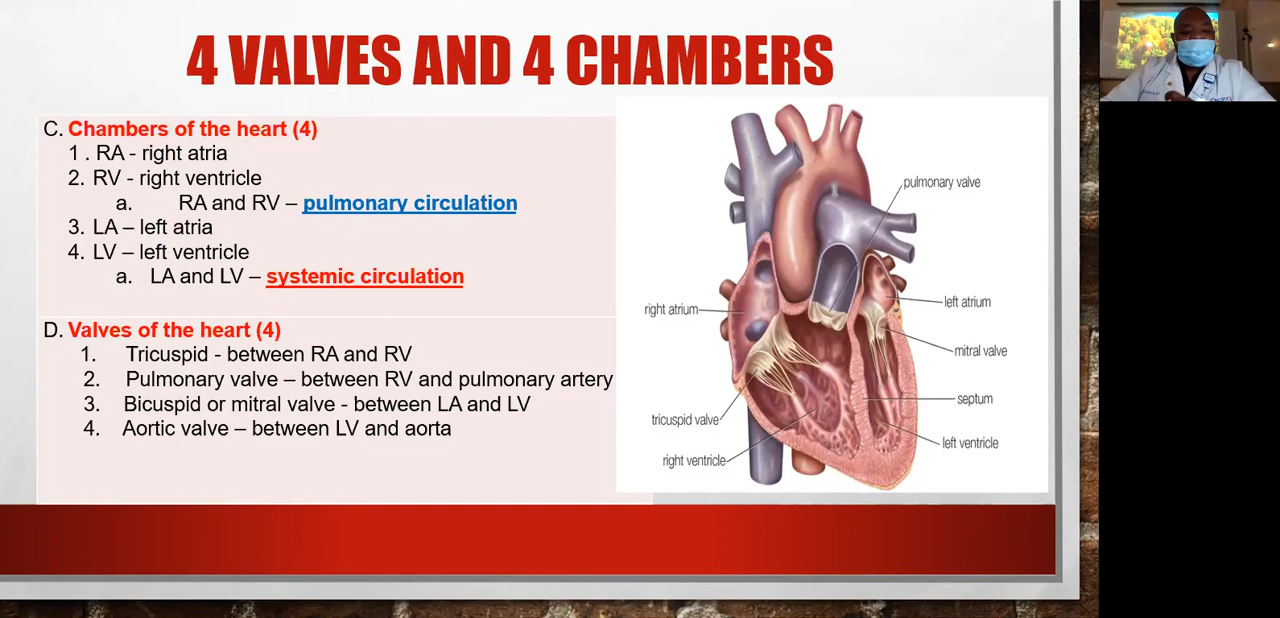 4 VALVES AND 4 CHAMBERS
C. Chambers of the heart (4)
1 . RA - right atria
2. RV - right ventricle
a. RA and RV – pulmonary circulation
3. LA – left atria
4. LV – left ventricle
a. LA and LV – systemic circulation
D. Valves of the heart (4)
1. Tricuspid - between RA and RV
2. Pulmonary valve – between RV and pulmonary artery
3. Bicuspid or mitral valve - between LA and LV
4. Aortic valve – between LV and aorta
pulmonary valve
right atrium
left atrium
mitral valve
septum
tricuspid valve
left ventricle
right ventricle